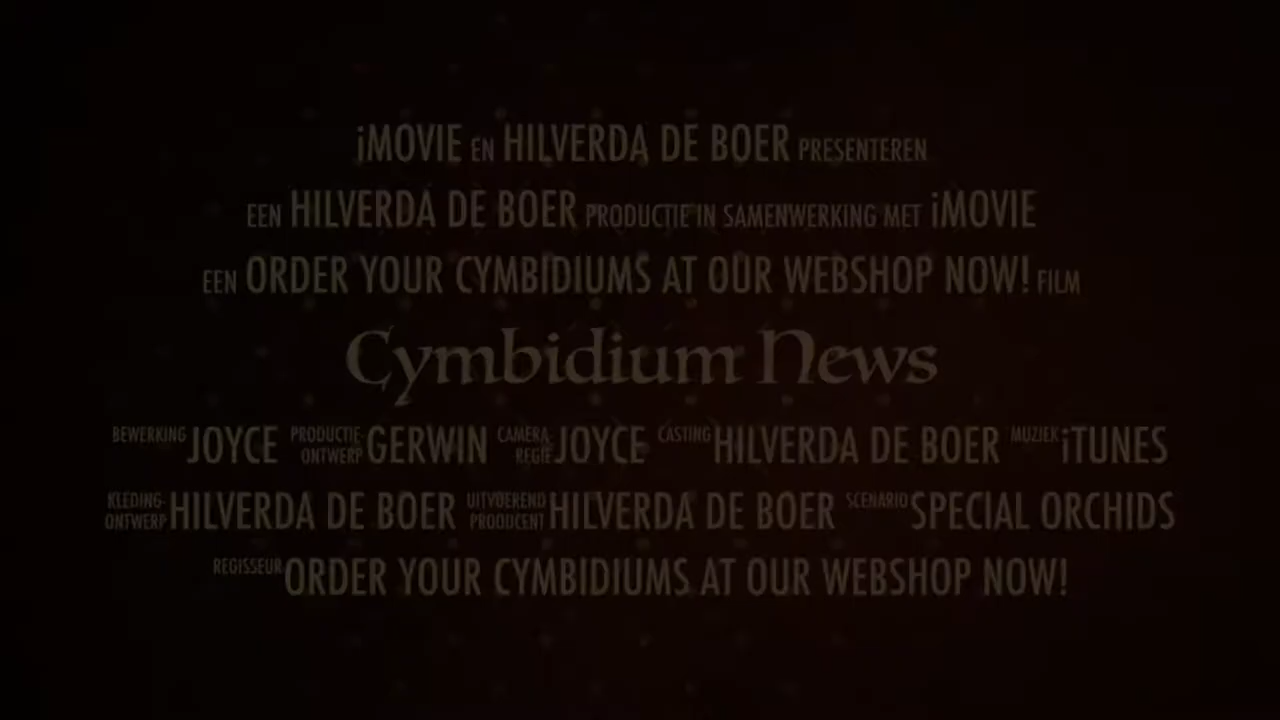 iMOVIE EN HILVERDA DE BOER PRESENTEREN
EEN HILVERDA DE BOER PRODUCTIE IN SAMENWERKING MET iMOVIE
EEN ORDER YOUR CYMBIDIUMS AT OUR WEBSHOP NOW! FILM
Cymbidium News
BEWERKING JOYCE PRODUCTIE-ONTWERP GERWIN CAMERA-REGIE JOYCE CASTING HILVERDA DE BOER MUZIEK iTUNES
KLEDING-ONTWERP HILVERDA DE BOER UITVOEREND PRODUCENT HILVERDA DE BOER SCENARIO SPECIAL ORCHIDS
REGISSEUR ORDER YOUR CYMBIDIUMS AT OUR WEBSHOP NOW!